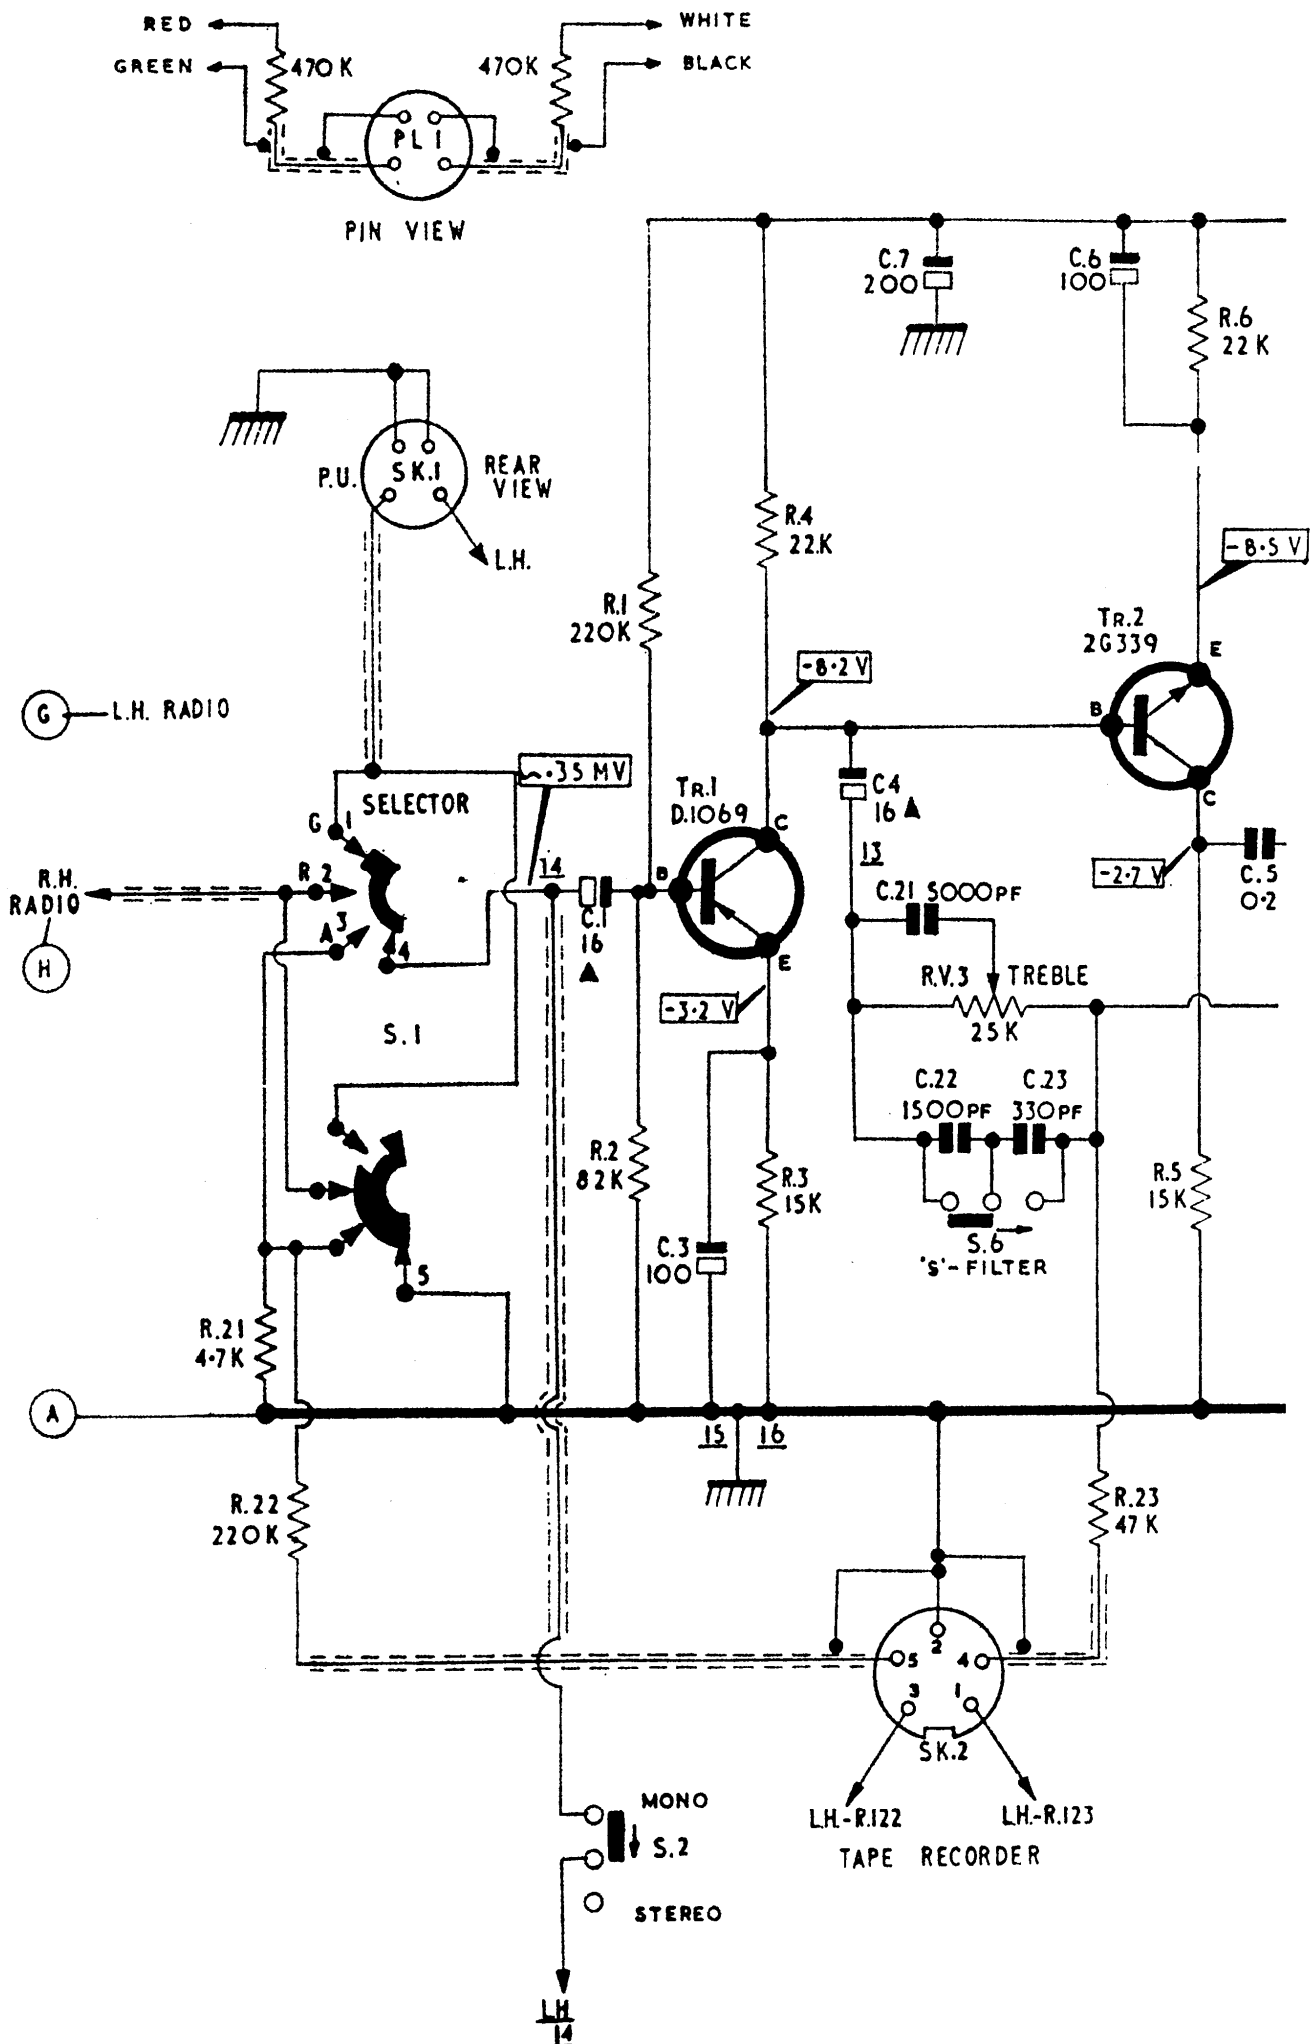 RED
WHITE
GREEN
470K
470K
BLACK
PL1
PIN VIEW
C.7
200
C.6
100
R.6
22K
P.U.
SK.1
REAR
VIEW
L.H.
R.4
22K
-8.5 V
R.1
220K
TR.2
2G339
E
B
C
-8.2 V
G
L.H. RADIO
~.35 MV
SELECTOR
TR.1
D.1069
C
B
E
C4
16
13
G 1
R 2
A 3
4
14
C.1
16
R.H.
RADIO
H
-2.7 V
C.5
0.2
C.21 5000PF
R.V.3 TREBLE
25K
-3.2 V
S.1
C.22
1500PF
C.23
330PF
R.2
82K
R.3
15K
R.5
15K
C.3
100
S.6
'S'-FILTER
5
R.21
4.7K
A
15
16
R.22
220K
R.23
47K
2
5
4
3
1
SK.2
LH-R.122
LH-R.123
TAPE RECORDER
MONO
S.2
STEREO
LH
14